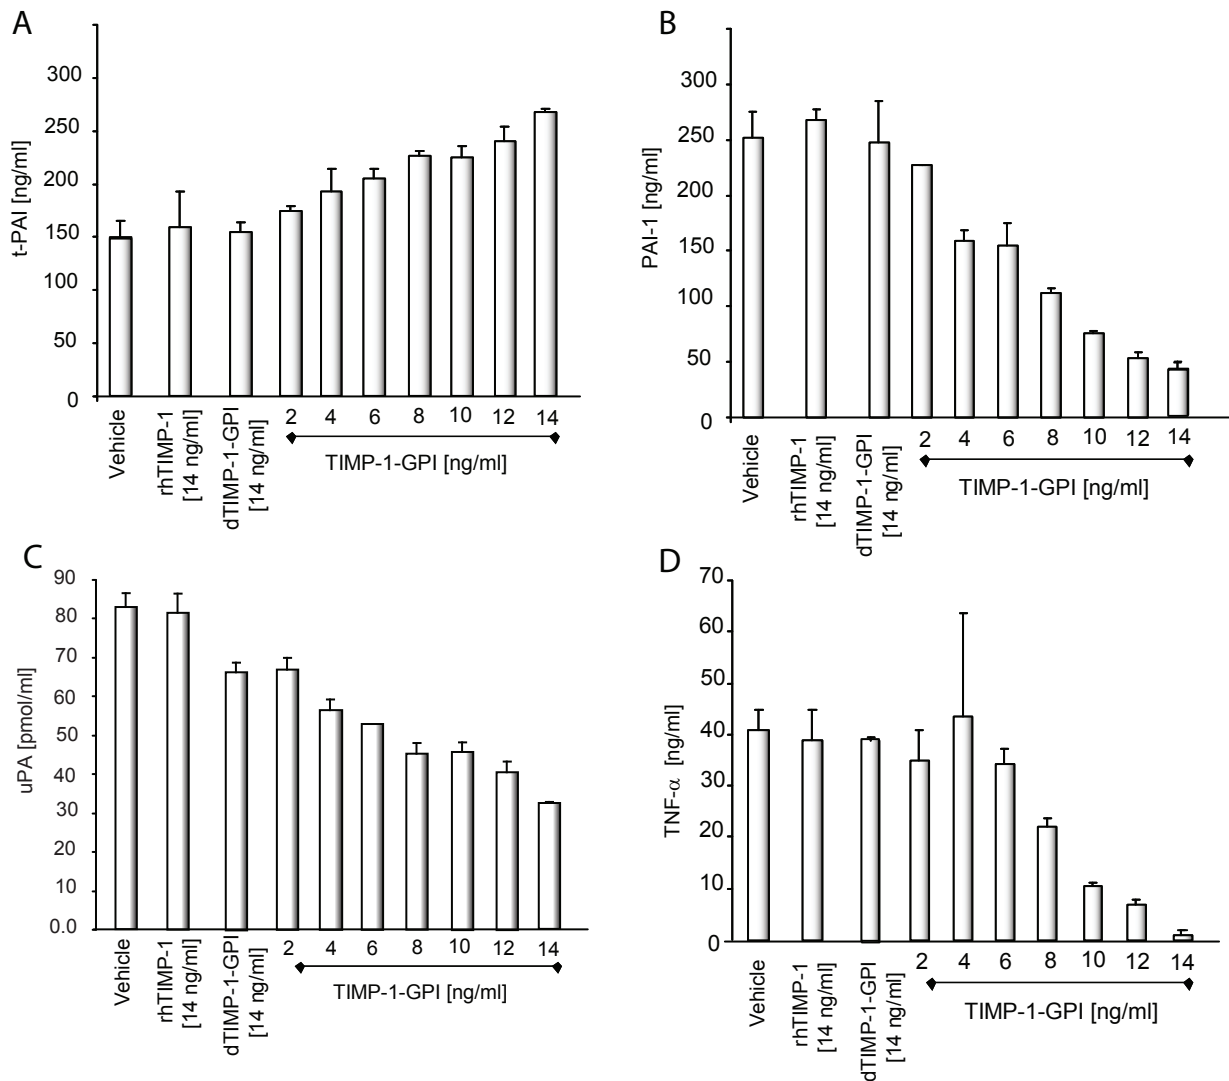 A
t-PAI [ng/ml]
300
250
200
150
100
50
0
Vehicle
rhTIMP-1
[14 ng/ml]
dTIMP-1-GPI
[14 ng/ml]
2 4 6 8 10 12 14
TIMP-1-GPI [ng/ml]
B
PAI-1 [ng/ml]
300
250
200
150
100
50
0
Vehicle
rhTIMP-1
[14 ng/ml]
dTIMP-1-GPI
[14 ng/ml]
2 4 6 8 10 12 14
TIMP-1-GPI [ng/ml]
C
uPA [pmol/ml]
90
80
70
60
50
40
30
20
10
0.0
Vehicle
rhTIMP-1
[14 ng/ml]
dTIMP-1-GPI
[14 ng/ml]
2 4 6 8 10 12 14
TIMP-1-GPI [ng/ml]
D
TNF-α [ng/ml]
70
60
50
40
30
20
10
0
Vehicle
rhTIMP-1
[14 ng/ml]
dTIMP-1-GPI
[14 ng/ml]
2 4 6 8 10 12 14
TIMP-1-GPI [ng/ml]